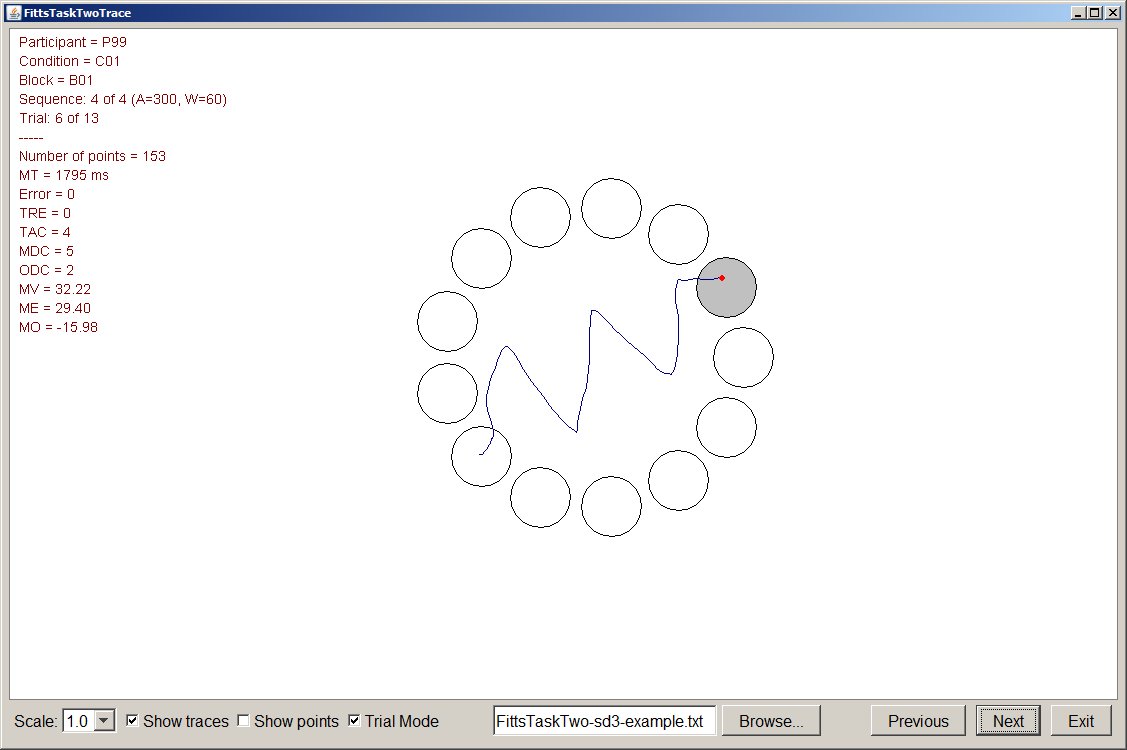 FittsTaskTwoTrace
Participant = P99
Condition = C01
Block = B01
Sequence: 4 of 4 (A=300, W=60)
Trial: 6 of 13
-----
Number of points = 153
MT = 1795 ms
Error = 0
TRE = 0
TAC = 4
MDC = 5
ODC = 2
MV = 32.22
ME = 29.40
MO = -15.98
Scale: 1.0 Show traces Show points Trial Mode FittsTaskTwo-sd3-example.txt Browse... Previous Next Exit